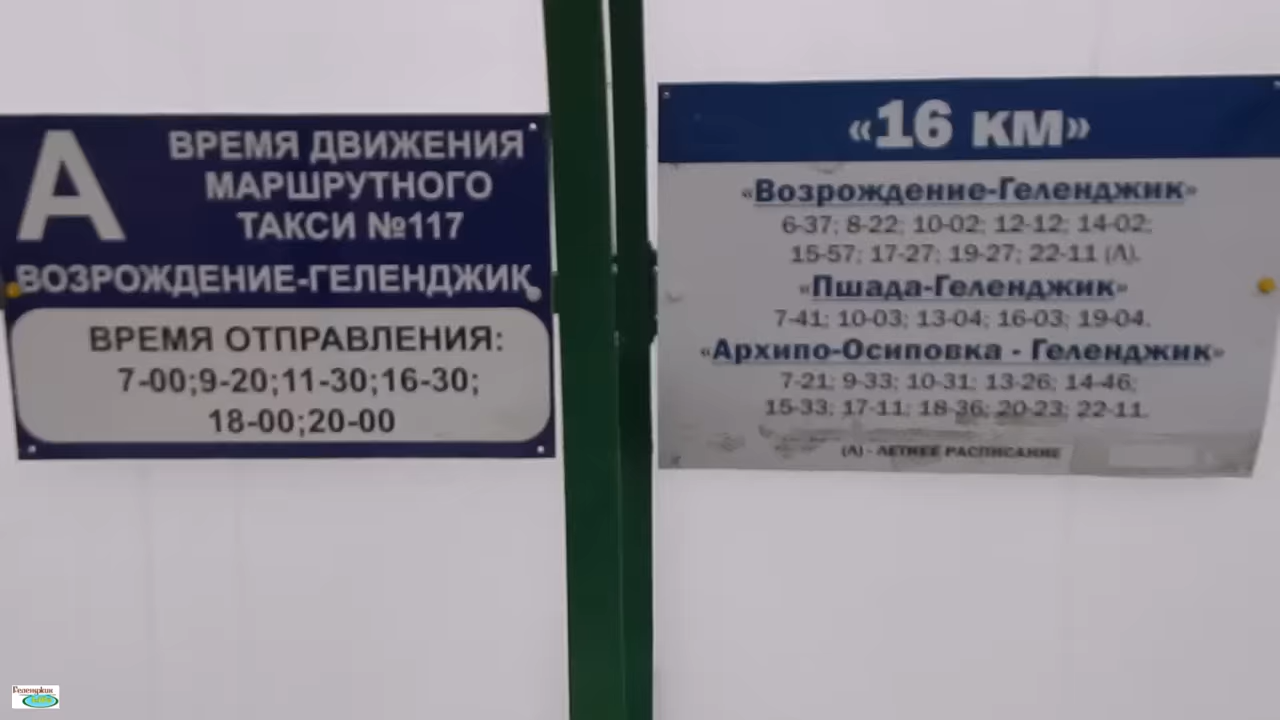 А
ВРЕМЯ ДВИЖЕНИЯ
МАРШРУТНОГО
ТАКСИ №117
ВОЗРОЖДЕНИЕ-ГЕЛЕНДЖИК
ВРЕМЯ ОТПРАВЛЕНИЯ:
7-00;9-20;11-30;16-30;
18-00;20-00
«16 км»
«Возрождение-Геленджик»
6-37; 8-22; 10-02; 12-12; 14-02;
15-57; 17-27; 19-27; 22-11 (Л).
«Пшада-Геленджик»
7-41; 10-03; 13-04; 16-03; 19-04.
«Архипо-Осиповка - Геленджик»
7-21; 9-33; 10-31; 13-26; 14-46;
15-33; 17-11; 18-36; 20-23; 22-11.
(Л) - ЛЕТНЕЕ РАСПИСАНИЕ